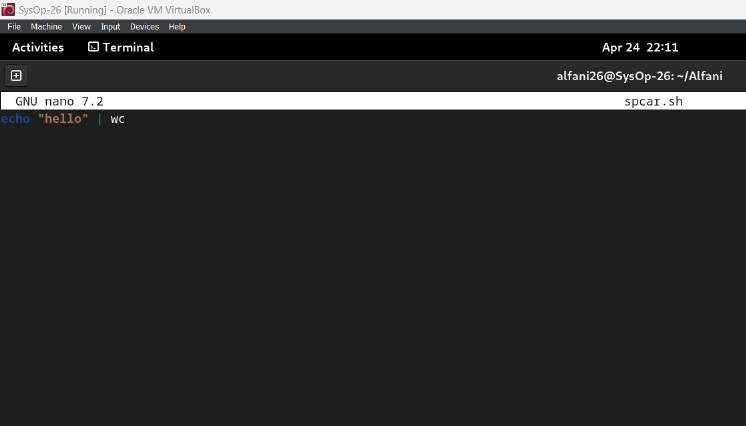 SysOp-26 [Running] - Oracle VM VirtualBox
File Machine View Input Devices Help
Activities Terminal Apr 24 22:11
alfani26@SysOp-26: ~/Alfani
GNU nano 7.2 spcar.sh
echo "hello" | wc